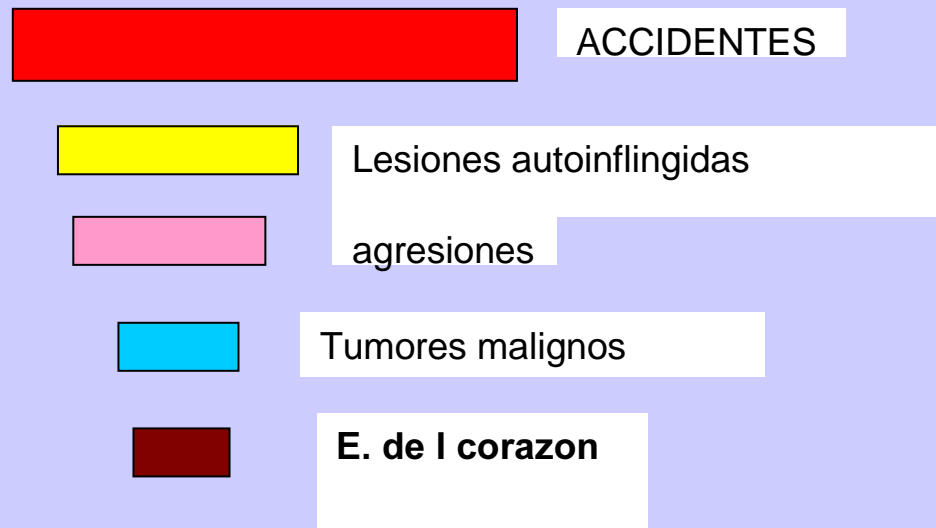 ACCIDENTES
Lesiones autoinflingidas
agresiones
Tumores malignos
E. de l corazon